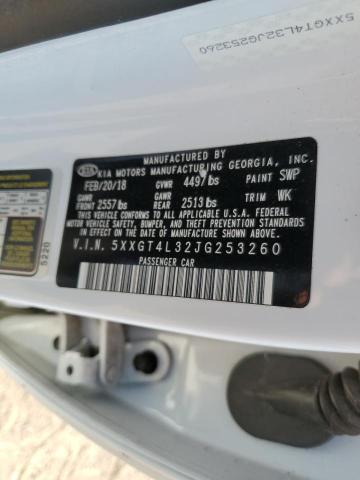 5XXGT4L32JG253260
MANUFACTURED BY
KIA KIA MOTORS MANUFACTURING GEORGIA, INC.
FEB/20/18 GVWR 4497lbs PAINT SWP
GAWR FRONT 2557lbs GAWR REAR 2513lbs TRIM WK
THIS VEHICLE CONFORMS TO ALL APPLICABLE U.S.A. FEDERAL
MOTOR VEHICLE SAFETY, BUMPER, AND THEFT PREVENTION STANDARDS
IN EFFECT ON THE DATE OF MANUFACTURE SHOWN ABOVE.
V.I.N. 5XXGT4L32JG253260
PASSENGER CAR
5220